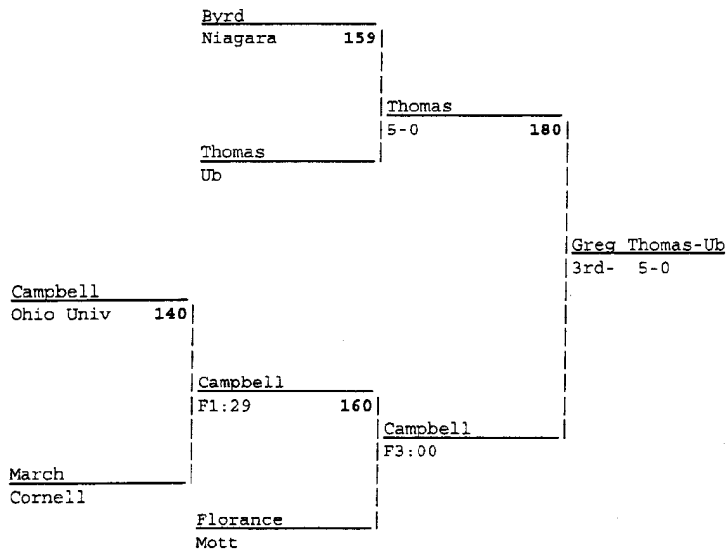 Byrd
Niagara 159
Thomas
5-0 180
Thomas
Ub
Greg Thomas-Ub
3rd- 5-0
Campbell
Ohio Univ 140
Campbell
F1:29 160
Campbell
F3:00
March
Cornell
Florance
Mott